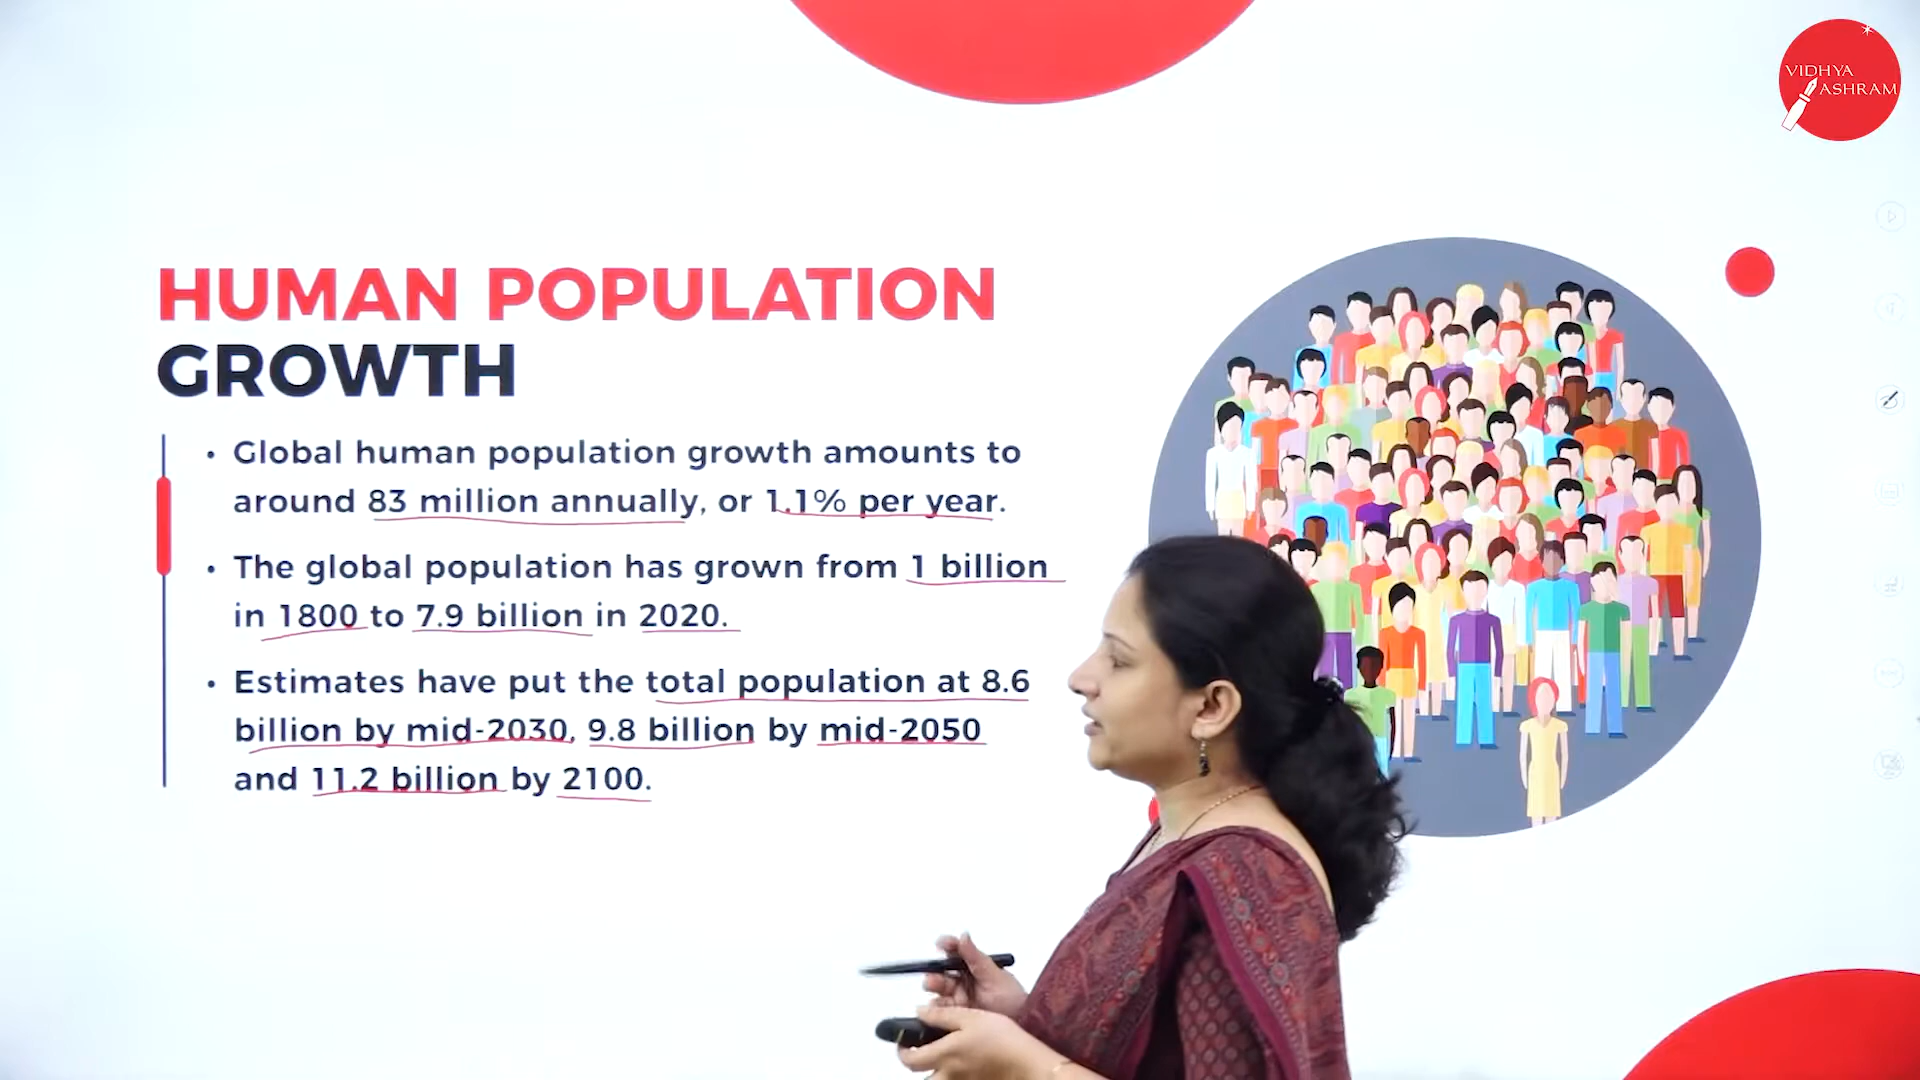 VIDHYA
ASHRAM
HUMAN POPULATION
GROWTH
• Global human population growth amounts to
around 83 million annually, or 1.1% per year.
• The global population has grown from 1 billion
in 1800 to 7.9 billion in 2020.
• Estimates have put the total population at 8.6
billion by mid-2030, 9.8 billion by mid-2050
and 11.2 billion by 2100.